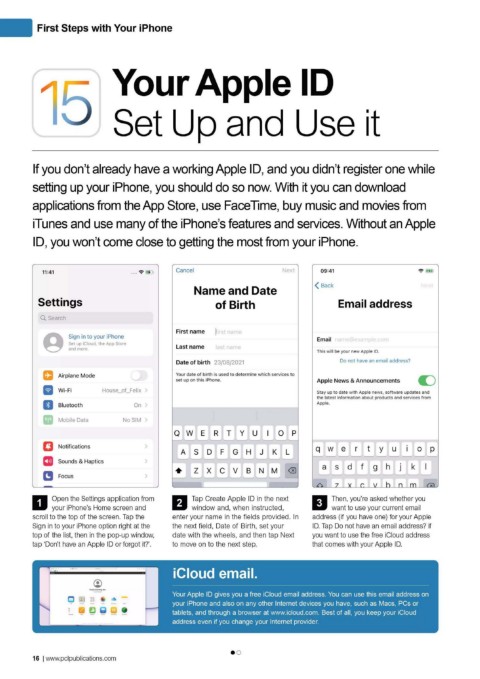 First Steps with Your iPhone
15
Your Apple ID
Set Up and Use it
If you don't already have a working Apple ID, and you didn't register one while
setting up your iPhone, you should do so now. With it you can download
applications from the App Store, use FaceTime, buy music and movies from
iTunes and use many of the iPhone's features and services. Without an Apple
ID, you won't come close to getting the most from your iPhone.
11:41
Settings
Search
Sign in to your iPhone
Set up iCloud, the App Store
and more.
Airplane Mode
Wi-Fi House_of_Felix
Bluetooth On
Mobile Data No SIM
Notifications
Sounds & Haptics
Focus
Cancel Next
Name and Date
of Birth
First name First name
Last name last name
Date of birth 23/08/2021
Your date of birth is used to determine which services to
set up on this iPhone.
Q W E R T Y U I O P
A S D F G H J K L
Z X C V B N M
09:41
Back Next
Email address
Email name@example.com
This will be your new Apple ID.
Do not have an email address?
Apple News & Announcements
Stay up to date with Apple news, software updates and
the latest information about products and services from
Apple.
q w e r t y u i o p
a s d f g h j k l
z x c v b n m
1 Open the Settings application from
your iPhone's Home screen and
scroll to the top of the screen. Tap the
Sign in to your iPhone option right at the
top of the list, then in the pop-up window,
tap 'Don't have an Apple ID or forgot it?'.
2 Tap Create Apple ID in the next
window and, when instructed,
enter your name in the fields provided. In
the next field, Date of Birth, set your
date with the wheels, and then tap Next
to move on to the next step.
3 Then, you're asked whether you
want to use your current email
address (if you have one) for your Apple
ID. Tap Do not have an email address? if
you want to use the free iCloud address
that comes with your Apple ID.
iCloud email.
Your Apple ID gives you a free iCloud email address. You can use this email address on
your iPhone and also on any other Internet devices you have, such as Macs, PCs or
tablets, and through a browser at www.icloud.com. Best of all, you keep your iCloud
address even if you change your Internet provider.
16 | www.pclpublications.com